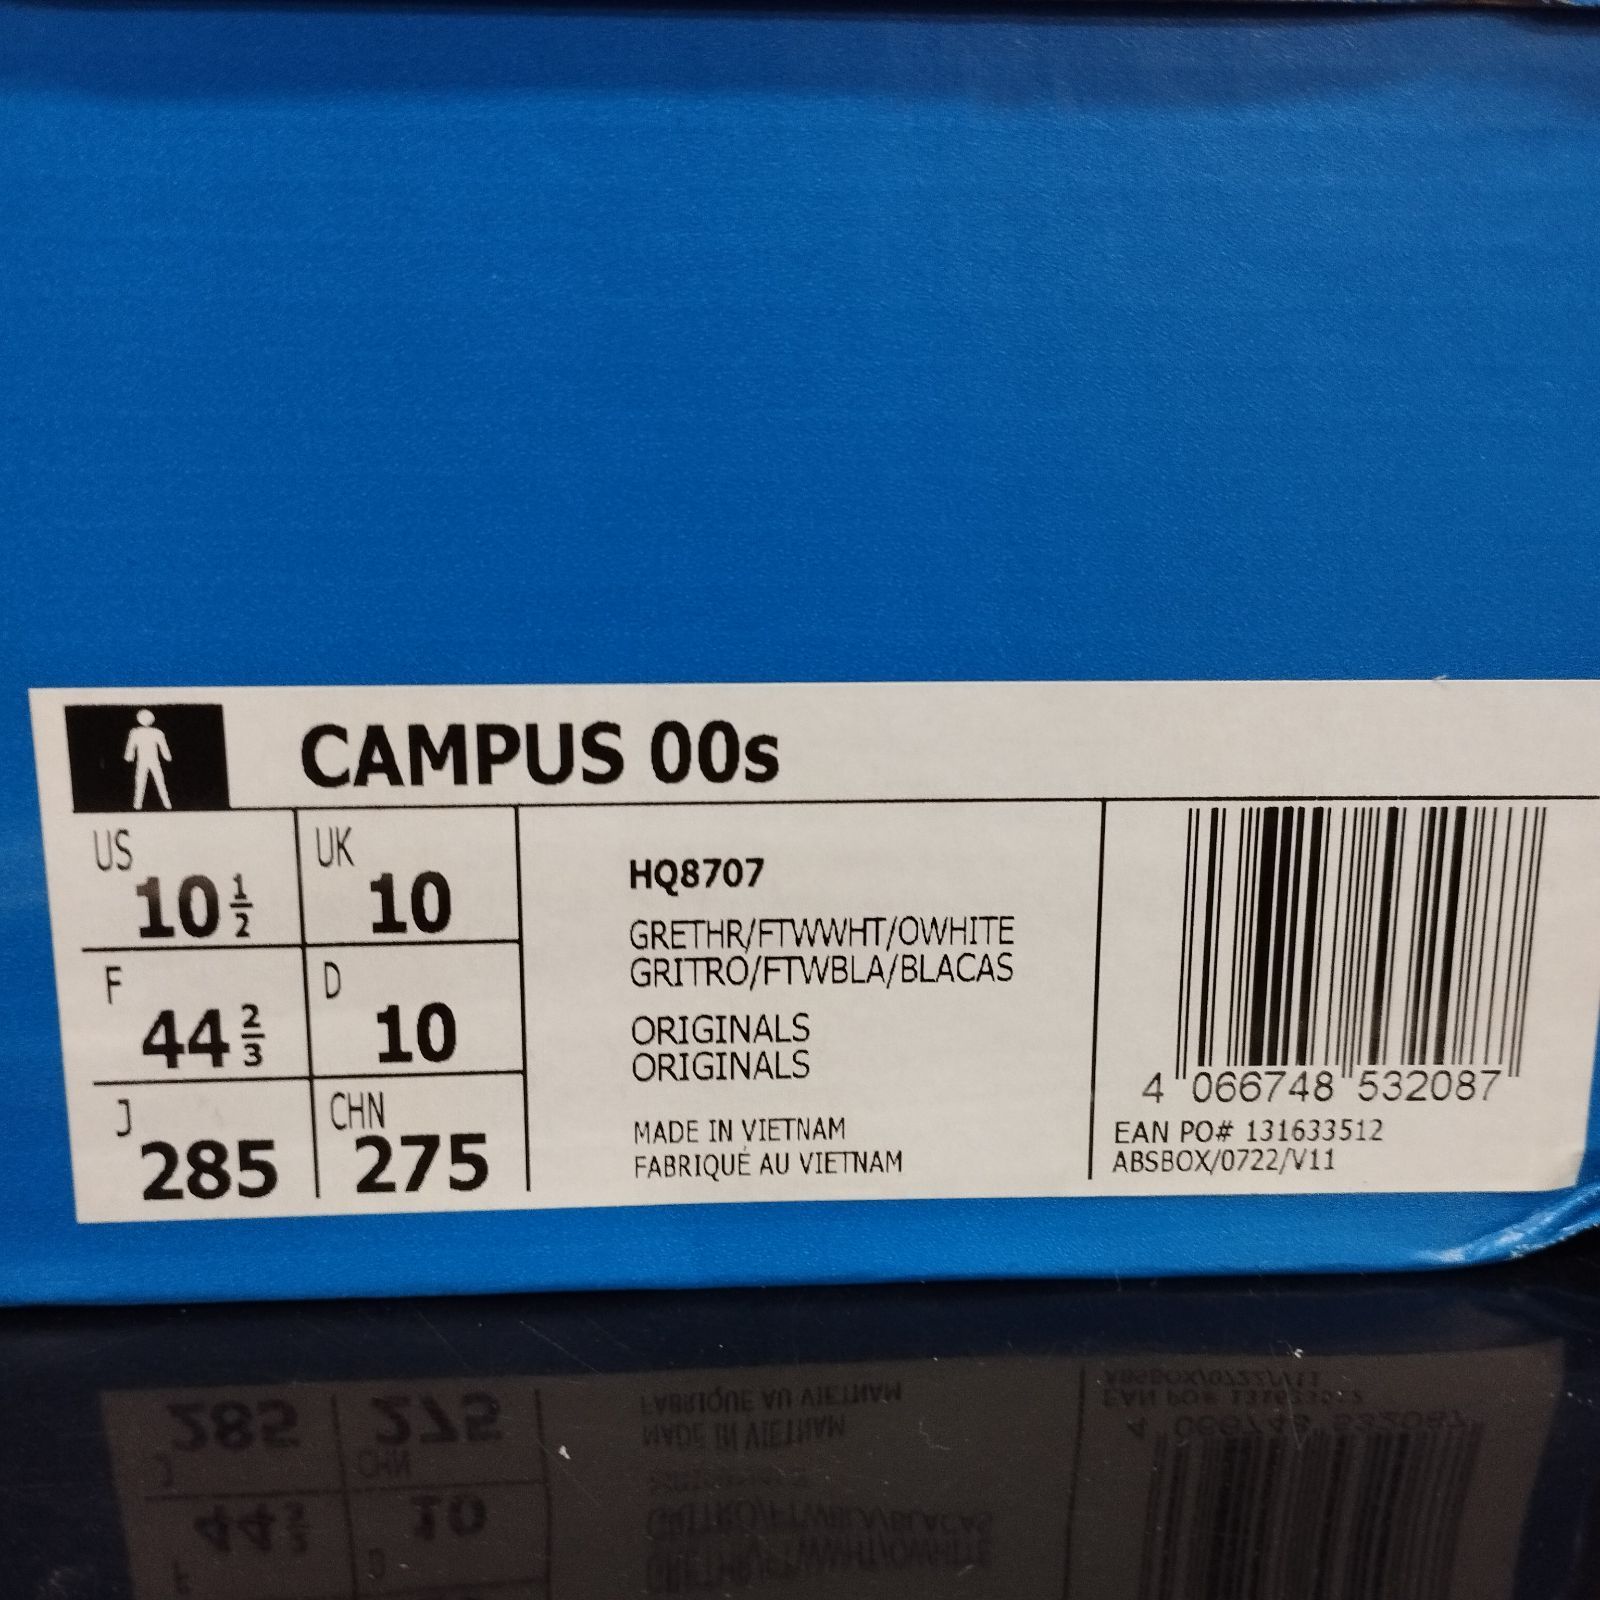 CAMPUS 00s
US 10 1/2
UK 10
F 44 2/3
D 10
J 285
CHN 275
HQ8707
GRETHR/FTWWHT/OWHITE
GRITRO/FTWBLA/BLACAS
ORIGINALS
ORIGINALS
MADE IN VIETNAM
FABRIQUÉ AU VIETNAM
4 066748 532087
EAN PO# 131633512
ABSBOX/0722/V11